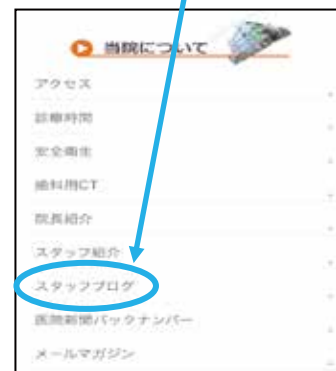 当院について
アクセス
診療時間
安全衛生
歯科用CT
院長紹介
スタッフ紹介
スタッフブログ
医院新聞バックナンバー
メールマガジン